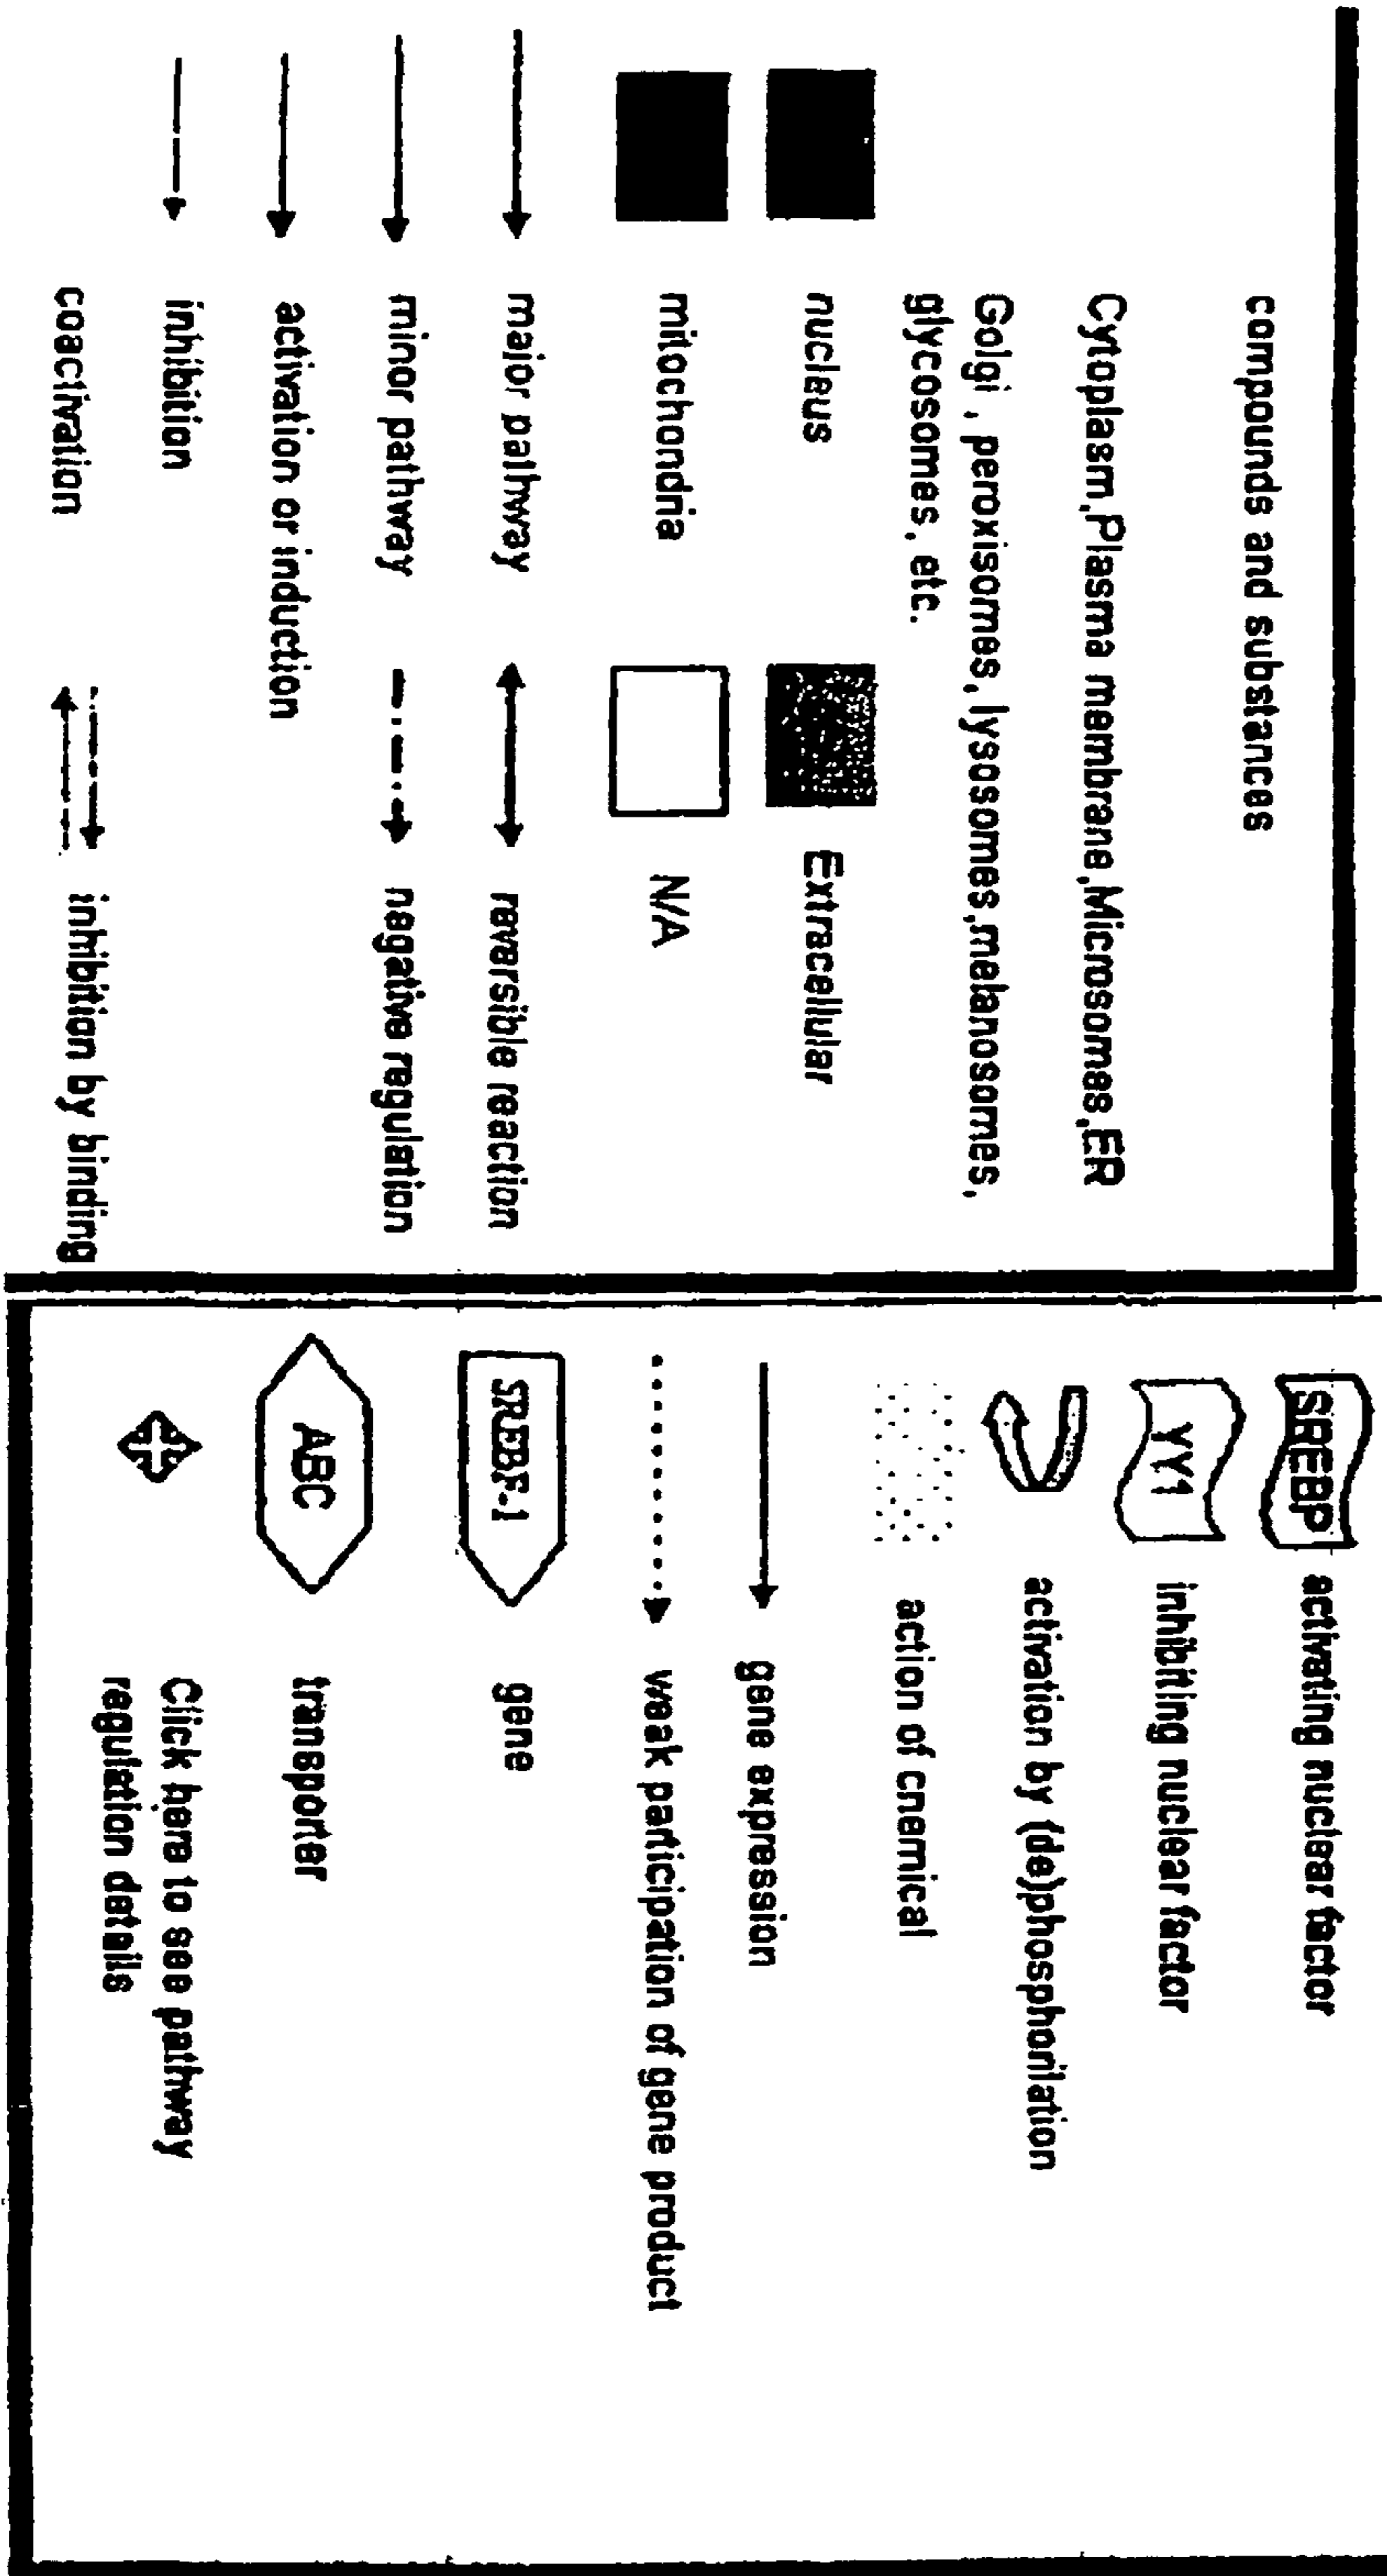 compounds and substances
Cytoplasm,Plasma membrane,Microsomes,ER
Golgi , peroxisomes, lysosomes,melanosomes,
glycosomes, etc.
nucleus Extracellular
mitochondria N/A
major pathway reversible reaction
minor pathway negative regulation
activation or induction
inhibition
coactivation inhibition by binding
SREBP activating nuclear factor
YY1 inhibiting nuclear factor
activation by (de)phosphorilation
action of cnemical
gene expression
weak participation of gene product
SREBF-1 gene
ABC transporter
Click here to see pathway
regulation details